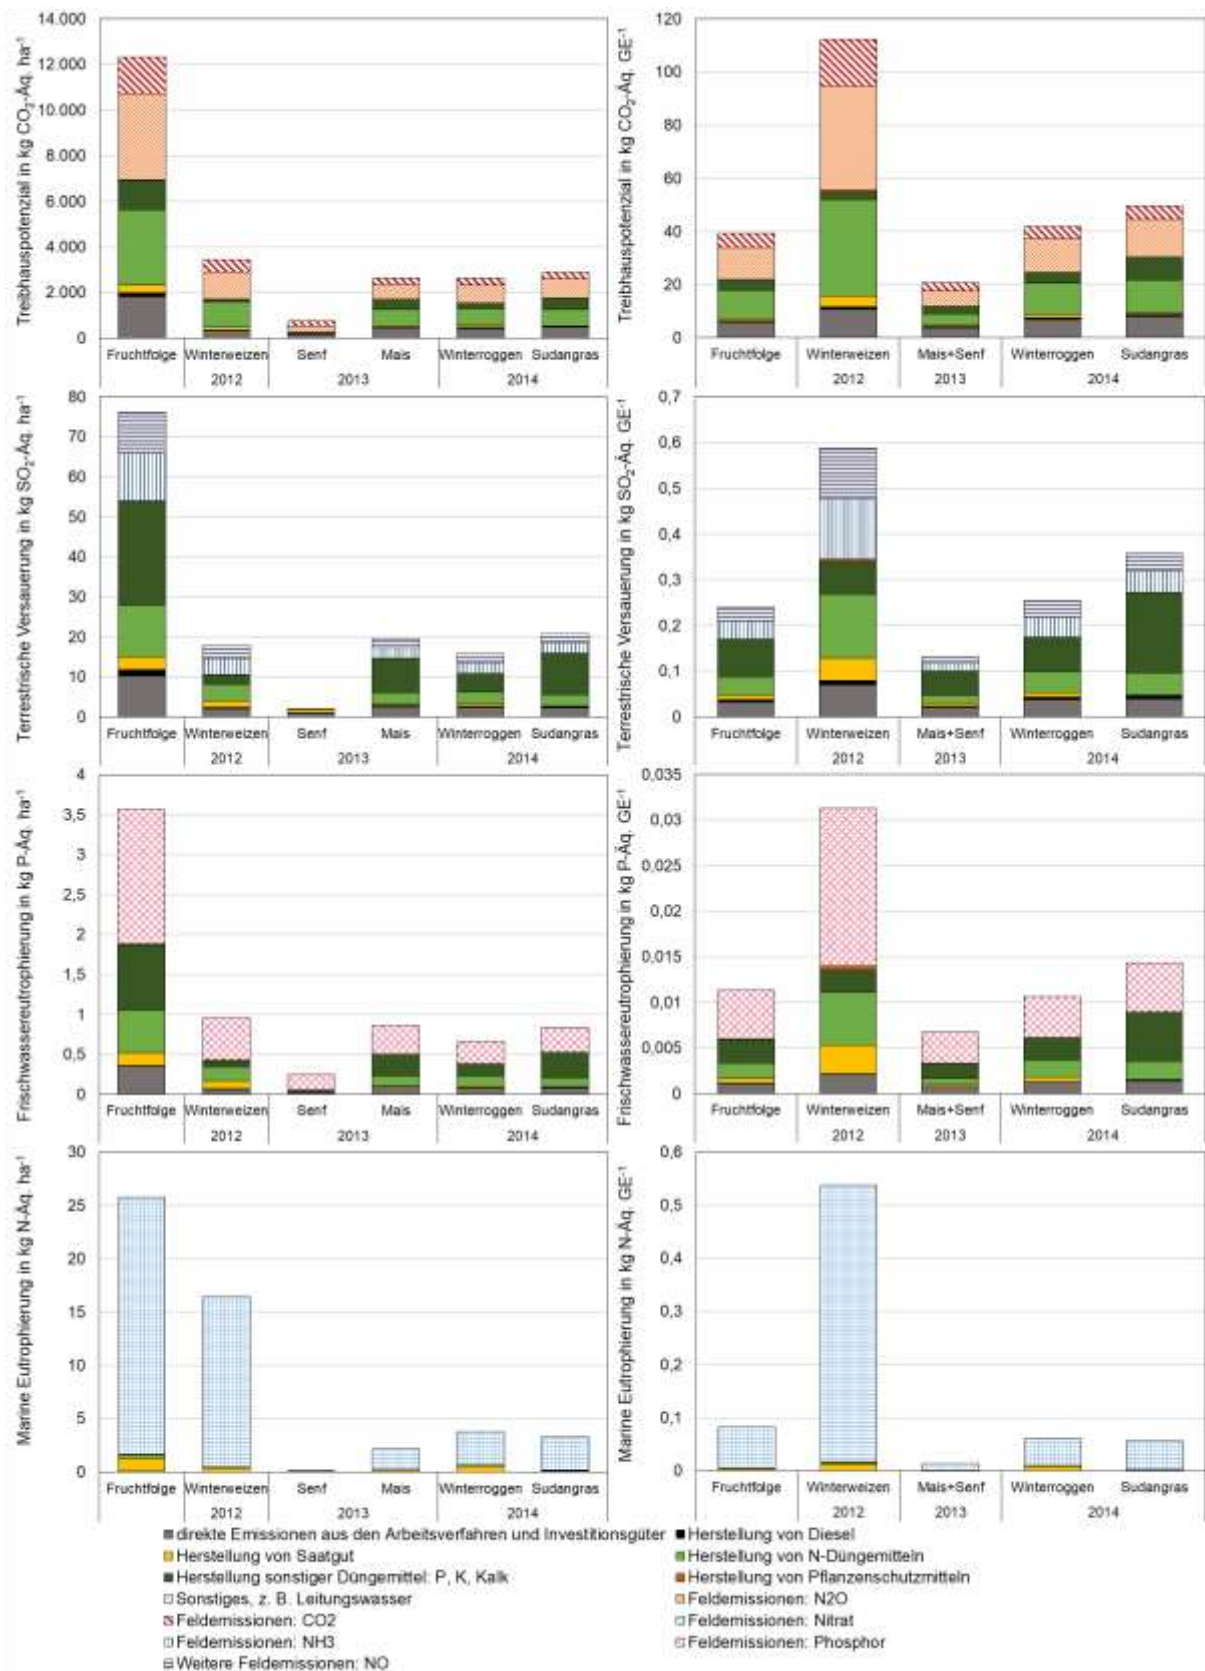 Treibhauspotenzial in kg CO₂-Äq. ha⁻¹
14.000
12.000
10.000
8.000
6.000
4.000
2.000
0
Fruchtfolge Winterweizen Senf Mais Winterroggen Sudangras
2012 2013 2014
Treibhauspotenzial in kg CO₂-Äq. GE⁻¹
120
100
80
60
40
20
0
Fruchtfolge Winterweizen Mais+Senf Winterroggen Sudangras
2012 2013 2014
Terrestrische Versauerung in kg SO₂-Äq. ha⁻¹
80
70
60
50
40
30
20
10
0
Fruchtfolge Winterweizen Senf Mais Winterroggen Sudangras
2012 2013 2014
Terrestrische Versauerung in kg SO₂-Äq. GE⁻¹
0,7
0,6
0,5
0,4
0,3
0,2
0,1
0
Fruchtfolge Winterweizen Mais+Senf Winterroggen Sudangras
2012 2013 2014
Frischwassereutrophierung in kg P-Äq. ha⁻¹
4
3,5
3
2,5
2
1,5
1
0,5
0
Fruchtfolge Winterweizen Senf Mais Winterroggen Sudangras
2012 2013 2014
Frischwassereutrophierung in kg P-Äq. GE⁻¹
0,035
0,03
0,025
0,02
0,015
0,01
0,005
0
Fruchtfolge Winterweizen Mais+Senf Winterroggen Sudangras
2012 2013 2014
Marine Eutrophierung in kg N-Äq. ha⁻¹
30
25
20
15
10
5
0
Fruchtfolge Winterweizen Senf Mais Winterroggen Sudangras
2012 2013 2014
Marine Eutrophierung in kg N-Äq. GE⁻¹
0,6
0,5
0,4
0,3
0,2
0,1
0
Fruchtfolge Winterweizen Mais+Senf Winterroggen Sudangras
2012 2013 2014
direkte Emissionen aus den Arbeitsverfahren und Investitionsgüter Herstellung von Diesel
Herstellung von Saatgut Herstellung von N-Düngemitteln
Herstellung sonstiger Düngemittel: P, K, Kalk Herstellung von Pflanzenschutzmitteln
Sonstiges, z. B. Leitungswasser Feldemissionen: N2O
Feldemissionen: CO2 Feldemissionen: Nitrat
Feldemissionen: NH3 Feldemissionen: Phosphor
Weitere Feldemissionen: NO